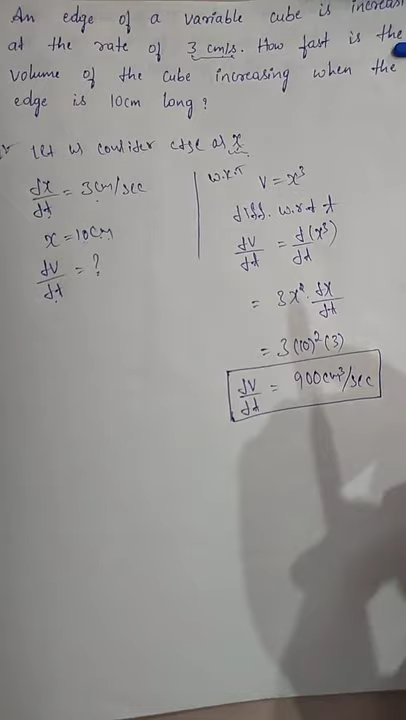 An edge of a variable cube is increasi
at the rate of 3 cm/s. How fast is the
volume of the cube increasing when the
edge is 10cm long?
Let us consider edge as x
dx/dt = 3cm/sec
x = 10cm
dV/dt = ?
W.K.T V = x³
diff. w.r.t t
dV/dt = d(x³)/dt
= 3x². dx/dt
= 3(10)²(3)
dV/dt = 900cm³/sec